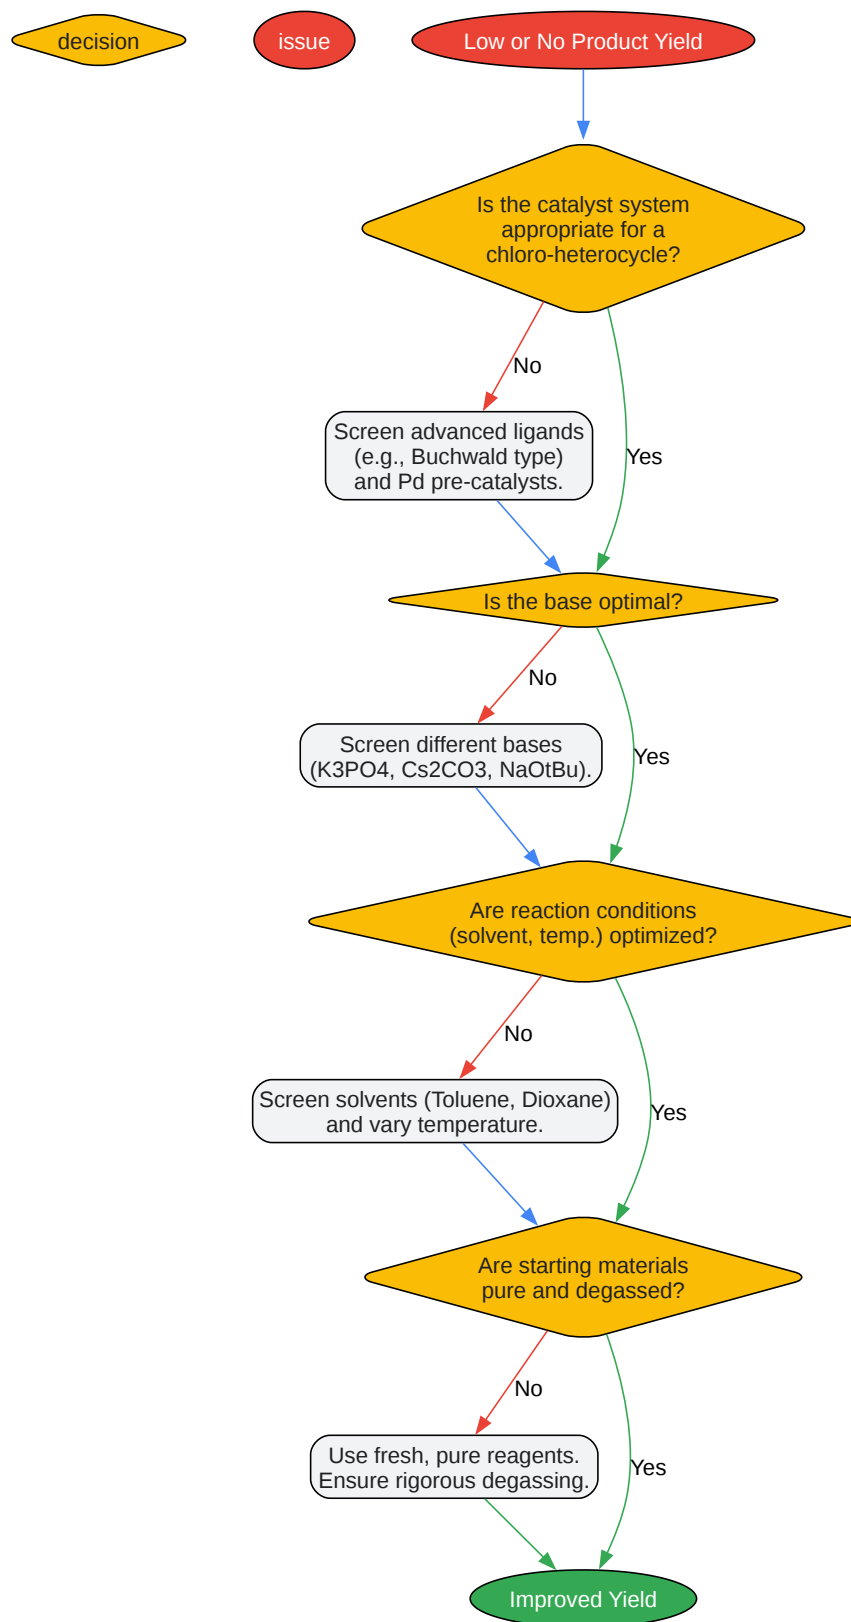 decision
issue
Low or No Product Yield
Is the catalyst system
appropriate for a
chloro-heterocycle?
No
Screen advanced ligands
(e.g., Buchwald type)
and Pd pre-catalysts.
Yes
Is the base optimal?
No
Screen different bases
(K3PO4, Cs2CO3, NaOtBu).
Yes
Are reaction conditions
(solvent, temp.) optimized?
No
Screen solvents (Toluene, Dioxane)
and vary temperature.
Yes
Are starting materials
pure and degassed?
No
Use fresh, pure reagents.
Ensure rigorous degassing.
Yes
Improved Yield